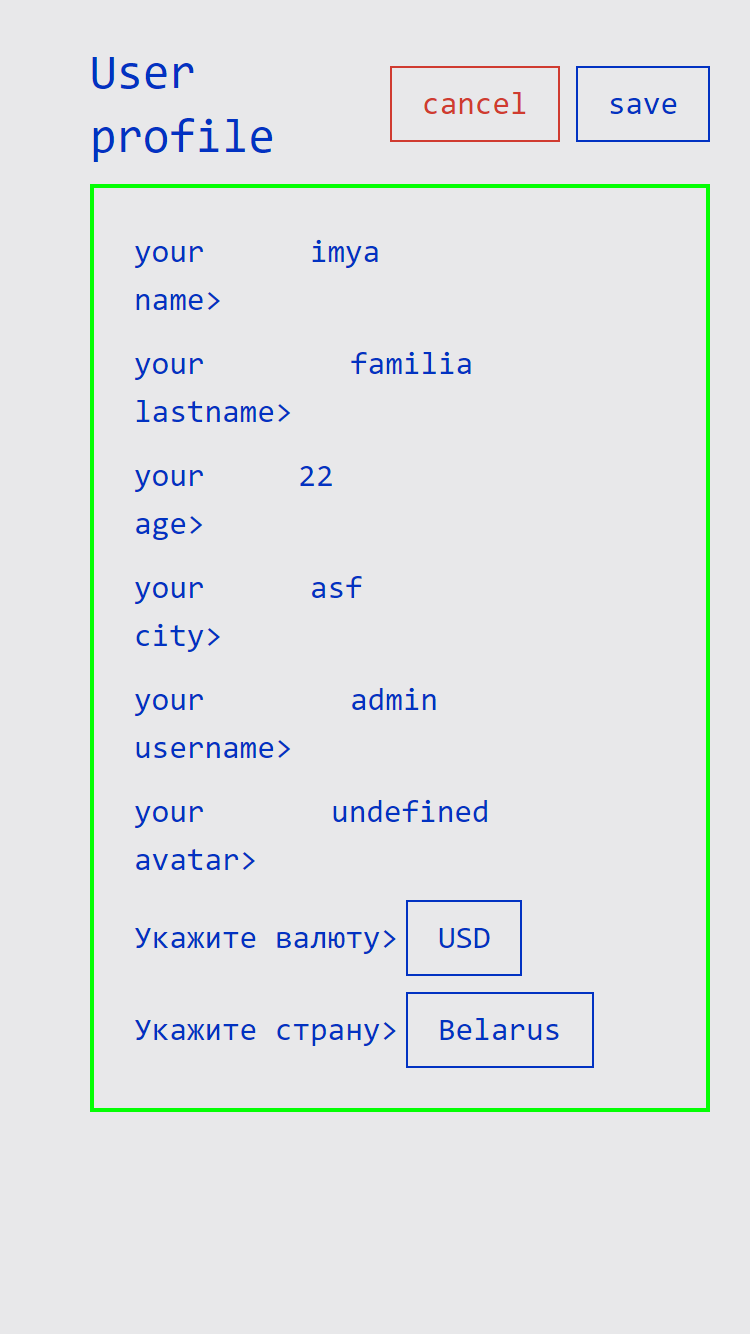 User
profile
cancel
save
your imya
name>
your familia
lastname>
your 22
age>
your asf
city>
your admin
username>
your undefined
avatar>
Укажите валюту> USD
Укажите страну> Belarus